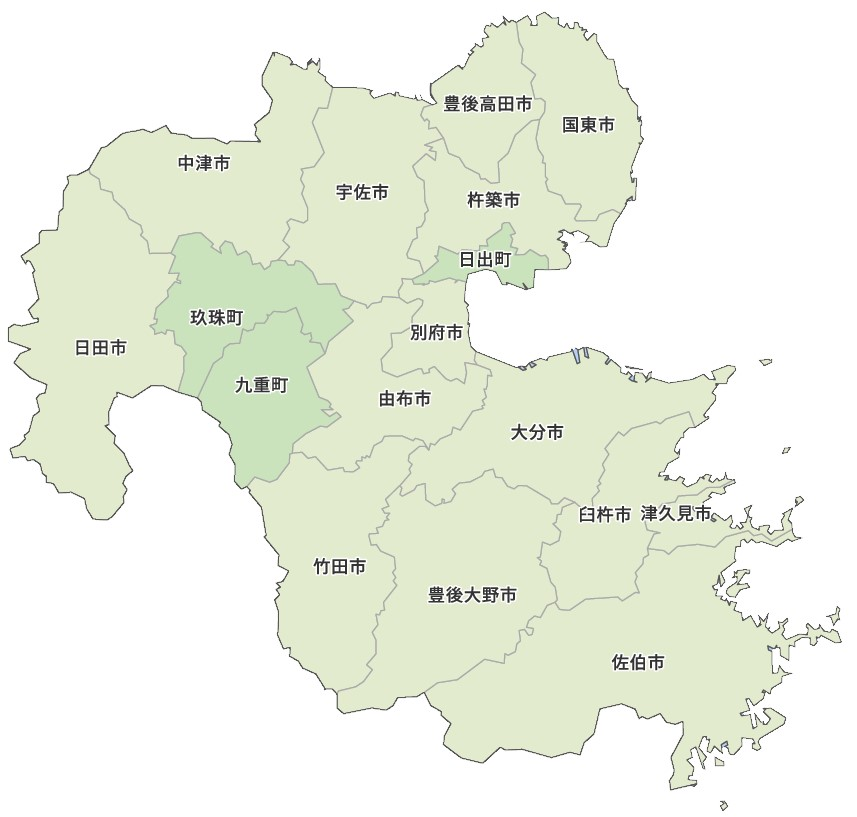 豊後高田市
国東市
中津市
宇佐市
杵築市
日出町
玖珠町
別府市
日田市
九重町
由布市
大分市
臼杵市
津久見市
竹田市
豊後大野市
佐伯市